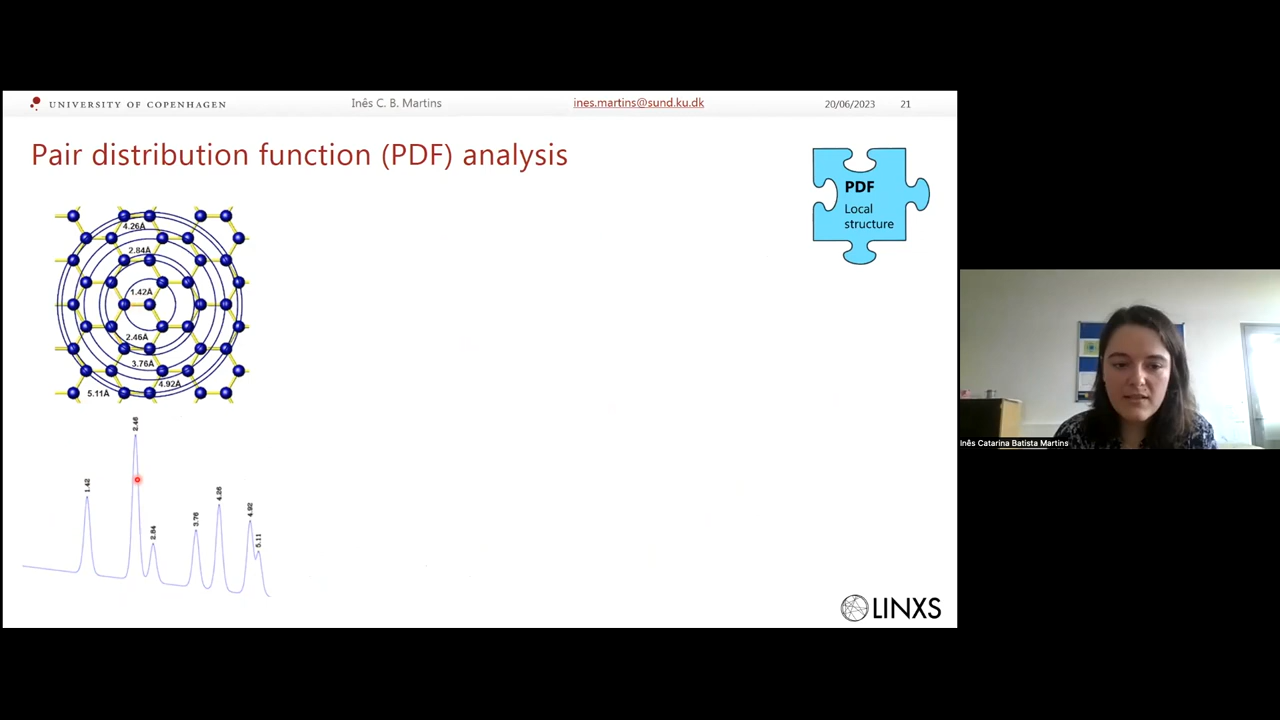 UNIVERSITY OF COPENHAGEN
Inês C. B. Martins
ines.martins@sund.ku.dk
20/06/2023
21
Pair distribution function (PDF) analysis
PDF
Local
structure
4.26Å
2.84Å
1.42Å
2.46Å
3.76Å
4.92Å
5.11Å
1.42
2.46
2.84
3.76
4.26
4.92
5.11
LINXS
Inês Catarina Batista Martins